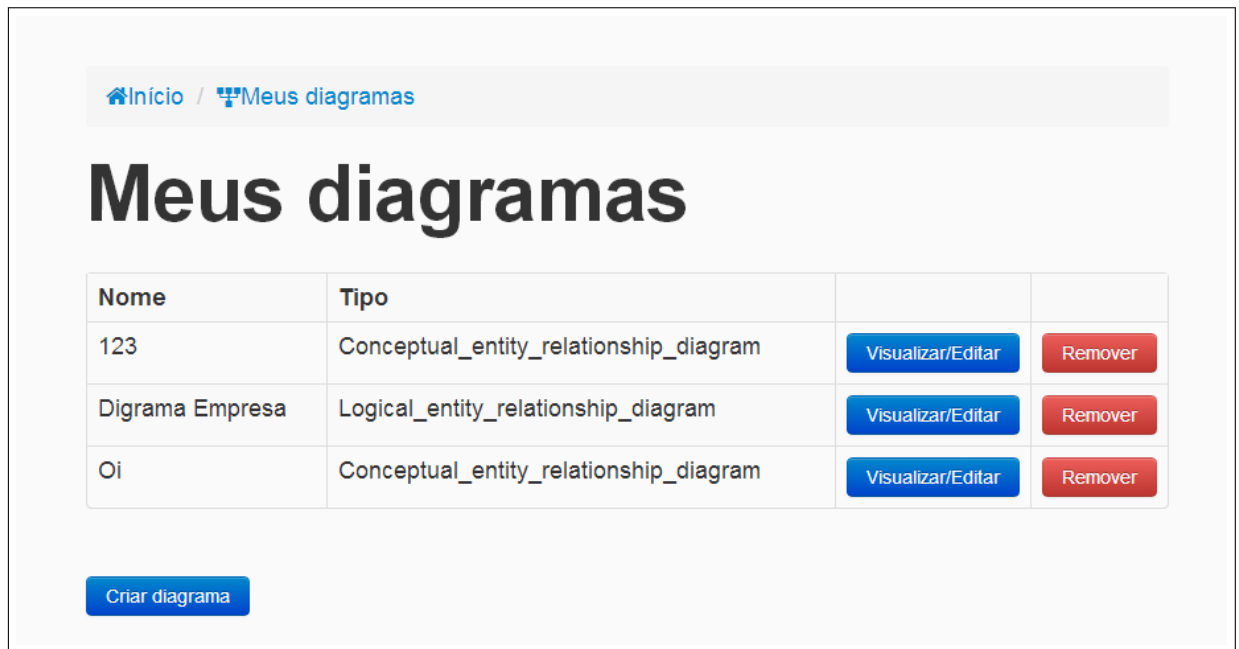 Início / Meus diagramas
Meus diagramas
Nome Tipo
123 Conceptual_entity_relationship_diagram Visualizar/Editar Remover
Digrama Empresa Logical_entity_relationship_diagram Visualizar/Editar Remover
Oi Conceptual_entity_relationship_diagram Visualizar/Editar Remover
Criar diagrama